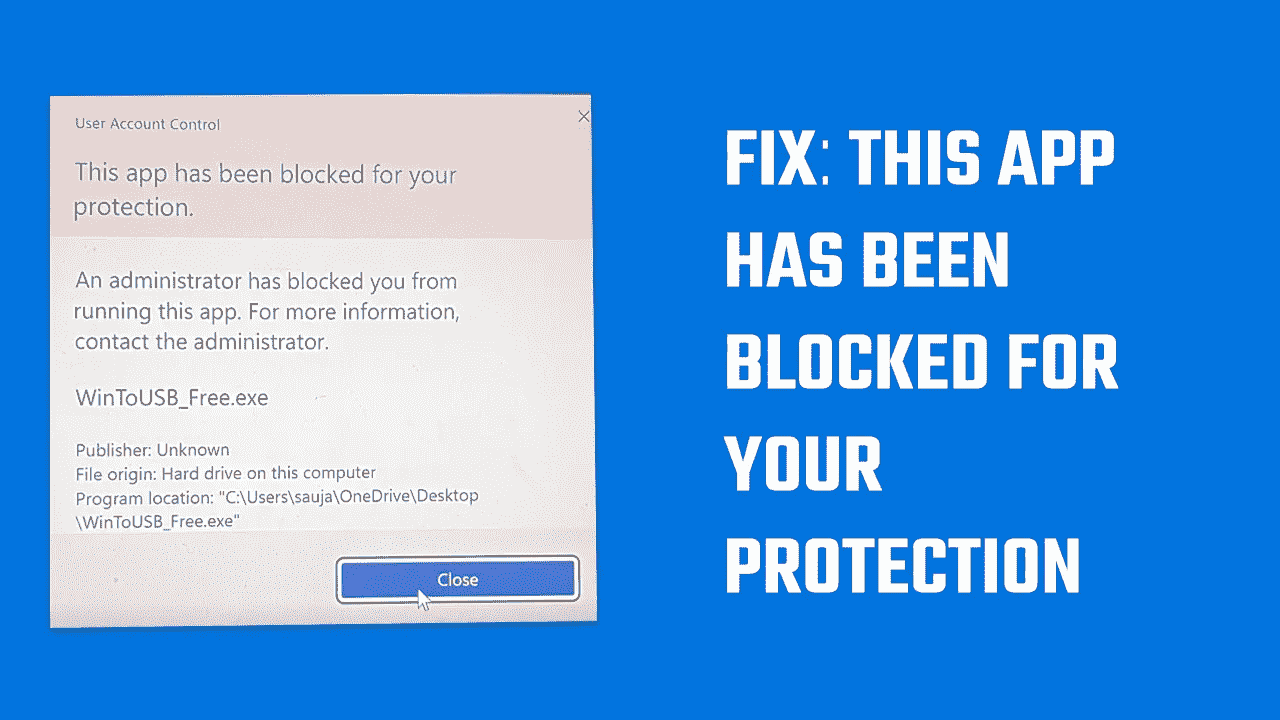 User Account Control
This app has been blocked for your
protection.
An administrator has blocked you from
running this app. For more information,
contact the administrator.
WinToUSB_Free.exe
Publisher: Unknown
File origin: Hard drive on this computer
Program location: "C:\Users\sauja\OneDrive\Desktop
\WinToUSB_Free.exe"
Close
FIX: THIS APP
HAS BEEN
BLOCKED FOR
YOUR
PROTECTION